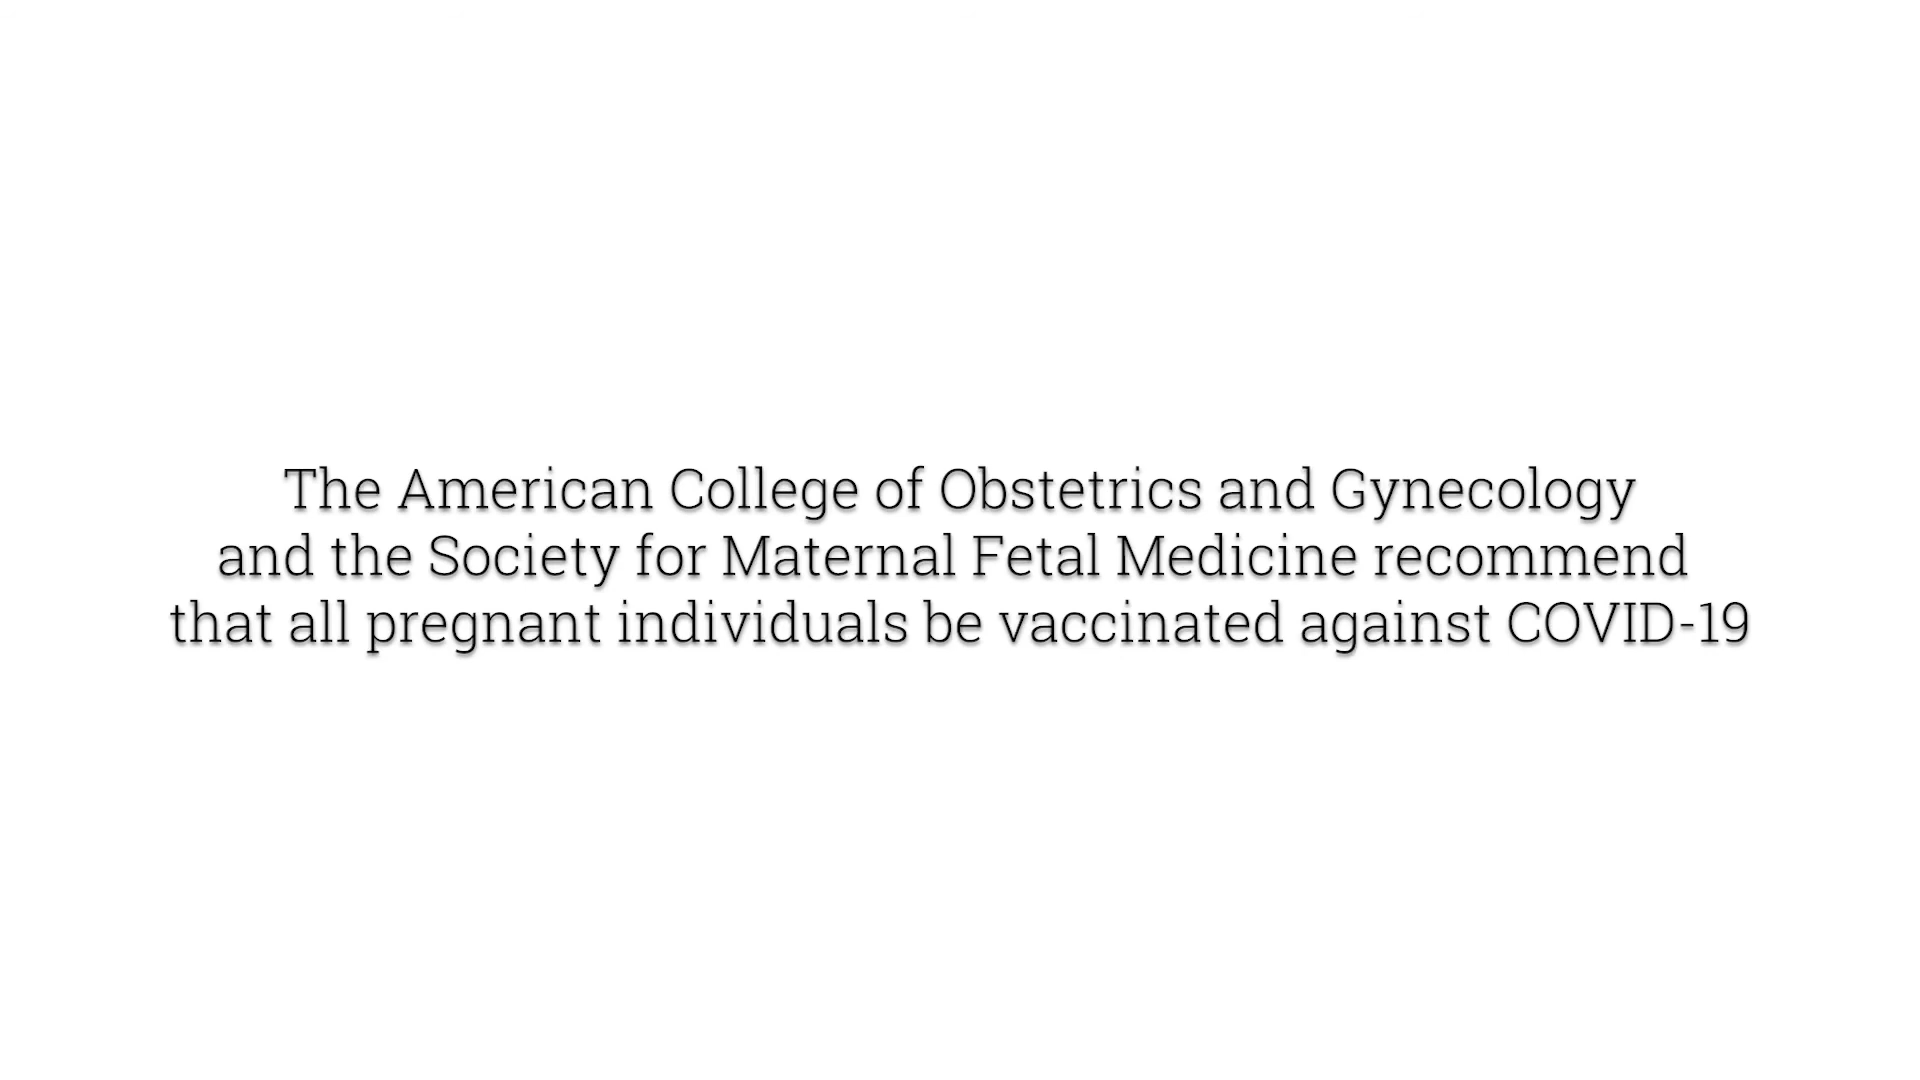 The American College of Obstetrics and Gynecology
and the Society for Maternal Fetal Medicine recommend
that all pregnant individuals be vaccinated against COVID-19